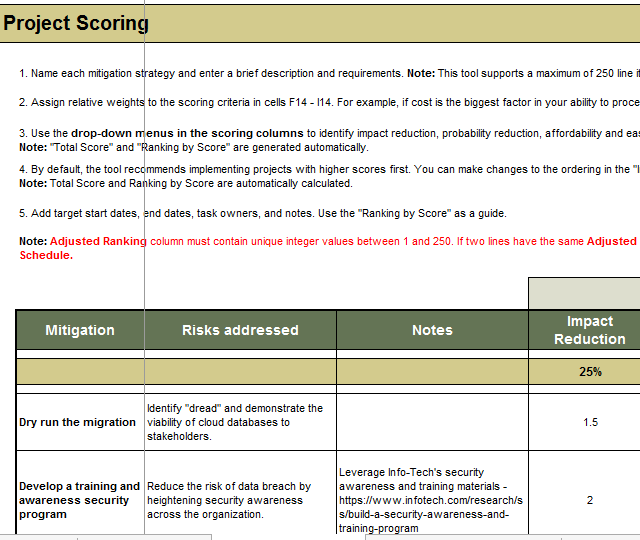 Project Scoring
1. Name each mitigation strategy and enter a brief description and requirements. Note: This tool supports a maximum of 250 line
2. Assign relative weights to the scoring criteria in cells F14 - I14. For example, if cost is the biggest factor in your ability to
3. Use the drop-down menus in the scoring columns to identify impact reduction, probability reduction, affordability and
Note: "Total Score" and "Ranking by Score" are generated automatically.
4. By default, the tool recommends implementing projects with higher scores first. You can make changes to the ordering in the
Note: Total Score and Ranking by Score are automatically calculated.
5. Add target start dates, end dates, task owners, and notes. Use the "Ranking by Score" as a guide.
Note: Adjusted Ranking column must contain unique integer values between 1 and 250. If two lines have the same Adjusted
Schedule.
Mitigation
Risks addressed
Notes
Impact
Reduction
25%
Dry run the migration
Identify "dread" and demonstrate the
viability of cloud databases to
stakeholders.
1.5
Develop a training and
awareness security
program
Reduce the risk of data breach by
heightening security awareness
across the organization.
Leverage Info-Tech's security
awareness and training materials -
https://www.infotech.com/research/s
s/build-a-security-awareness-and-
training-program
2